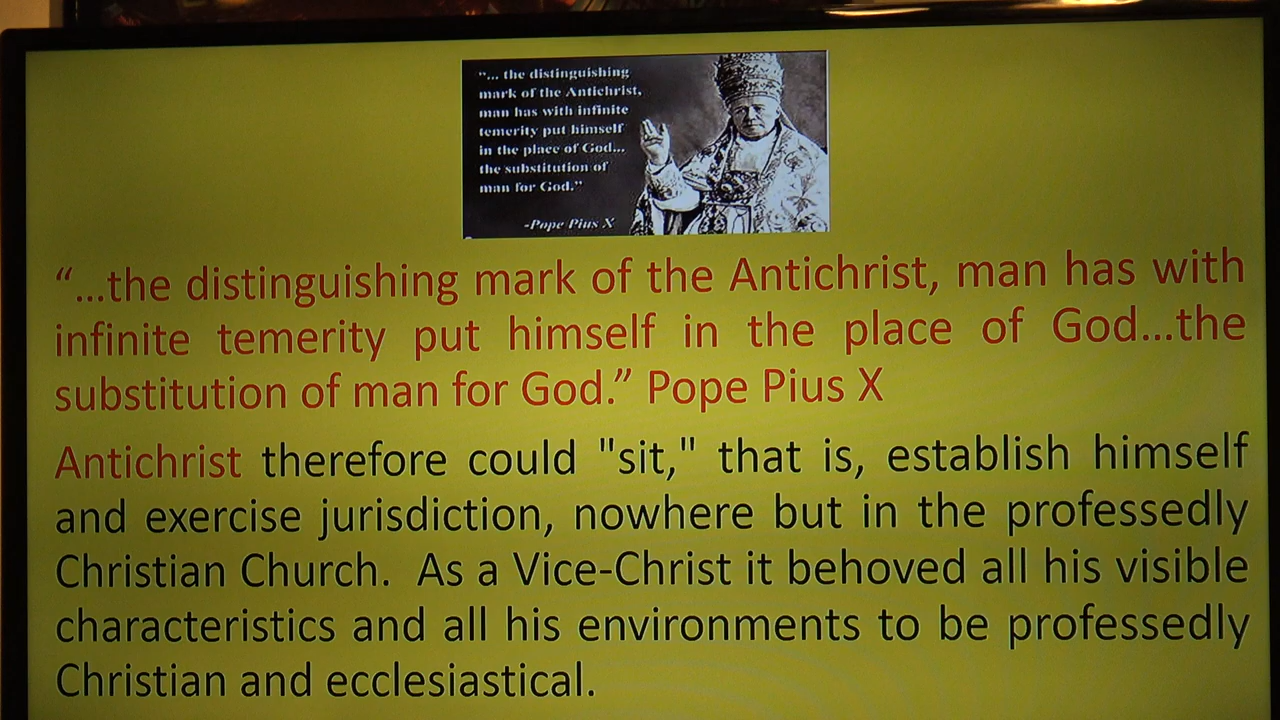 "... the distinguishing
mark of the Antichrist,
man has with infinite
temerity put himself
in the place of God...
the substitution of
man for God."
-Pope Pius X
“...the distinguishing mark of the Antichrist, man has with
infinite temerity put himself in the place of God...the
substitution of man for God.” Pope Pius X
Antichrist therefore could "sit," that is, establish himself
and exercise jurisdiction, nowhere but in the professedly
Christian Church. As a Vice-Christ it behoved all his visible
characteristics and all his environments to be professedly
Christian and ecclesiastical.